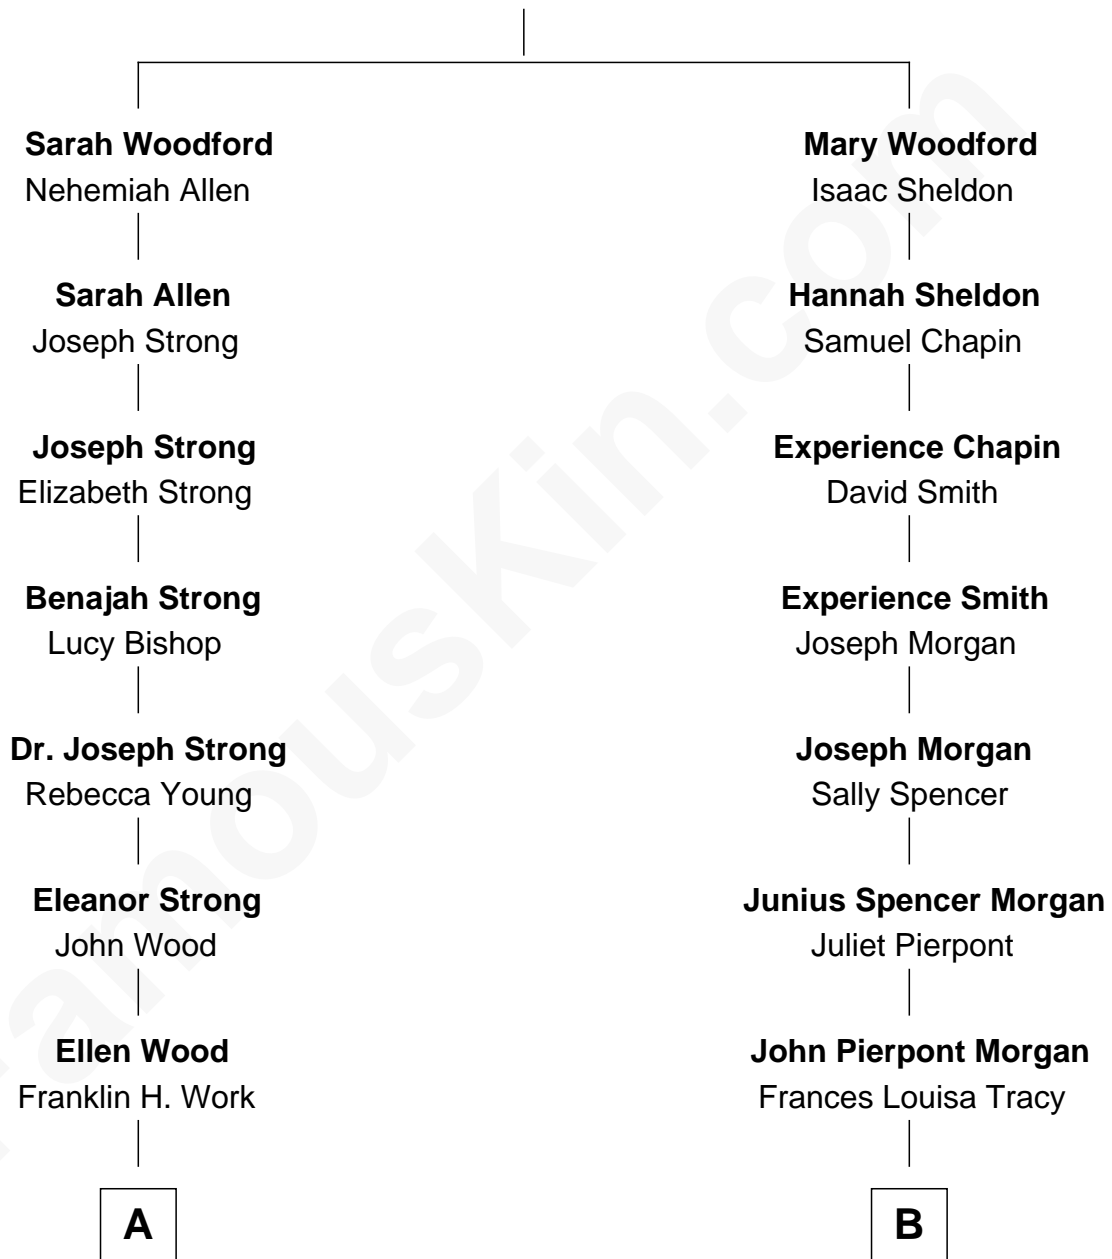 Sarah Woodford
Nehemiah Allen
Sarah Allen
Joseph Strong
Joseph Strong
Elizabeth Strong
Benajah Strong
Lucy Bishop
Dr. Joseph Strong
Rebecca Young
Eleanor Strong
John Wood
Ellen Wood
Franklin H. Work
A
Mary Woodford
Isaac Sheldon
Hannah Sheldon
Samuel Chapin
Experience Chapin
David Smith
Experience Smith
Joseph Morgan
Joseph Morgan
Sally Spencer
Junius Spencer Morgan
Juliet Pierpont
John Pierpont Morgan
Frances Louisa Tracy
B
FamousKin.com